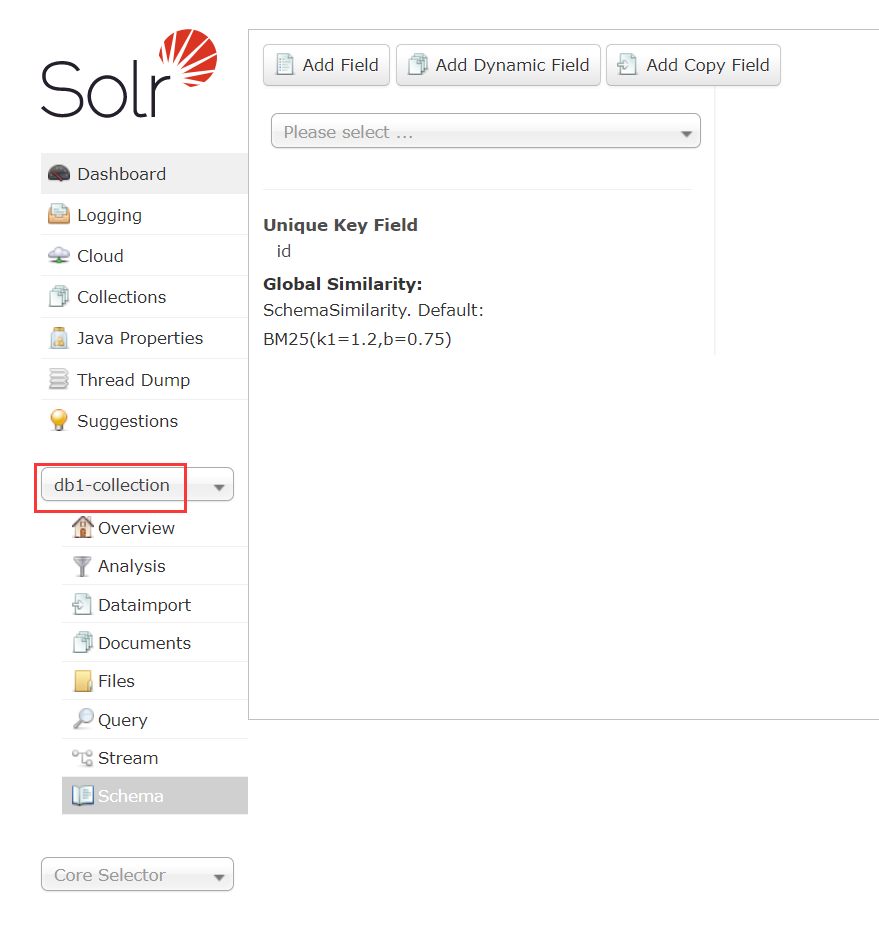 Solr
Dashboard
Logging
Cloud
Collections
Java Properties
Thread Dump
Suggestions
db1-collection
Overview
Analysis
Dataimport
Documents
Files
Query
Stream
Schema
Core Selector
Add Field Add Dynamic Field Add Copy Field
Please select ...
Unique Key Field
id
Global Similarity:
SchemaSimilarity. Default:
BM25(k1=1.2,b=0.75)